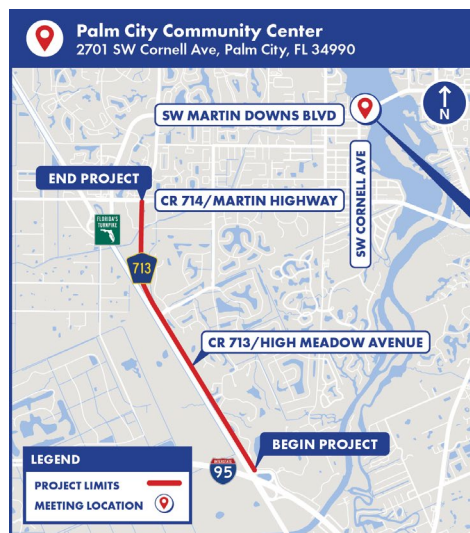 Palm City Community Center
2701 SW Cornell Ave, Palm City, FL 34990
SW MARTIN DOWNS BLVD
N
END PROJECT
CR 714/MARTIN HIGHWAY
SW CORNELL AVE
FLORIDA'S
TURNPIKE
713
CR 713/HIGH MEADOW AVENUE
BEGIN PROJECT
INTERSTATE
95
LEGEND
PROJECT LIMITS
MEETING LOCATION